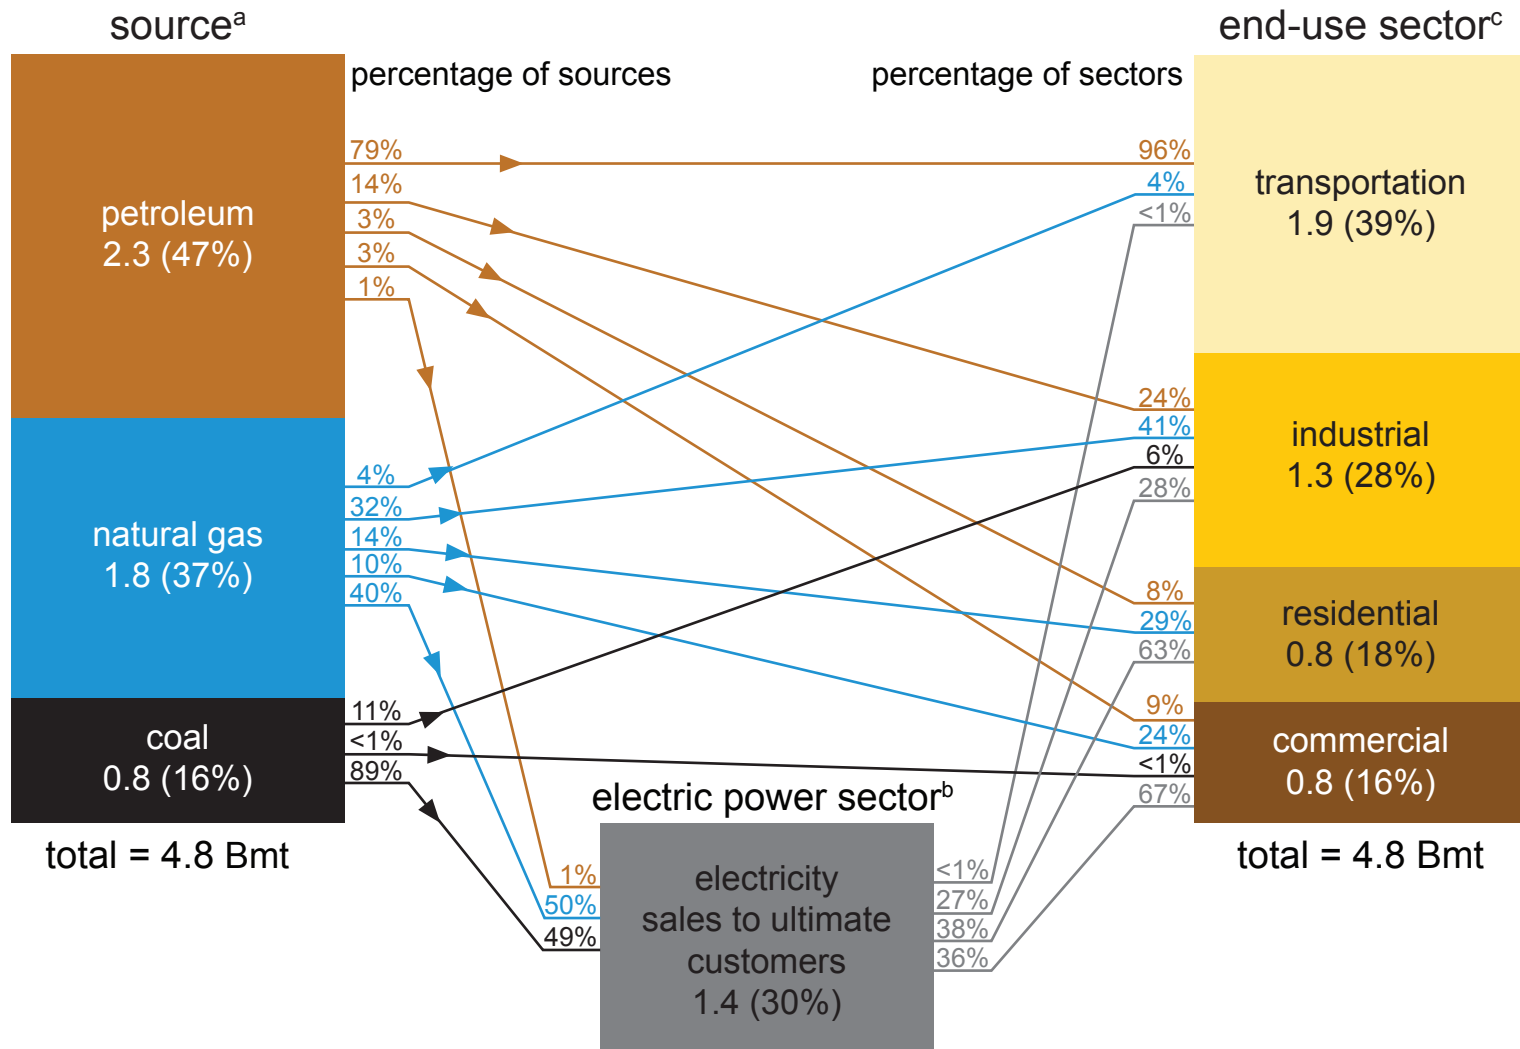 sourceᵃ
end-use sectorᶜ
percentage of sources
percentage of sectors
petroleum
2.3 (47%)
79%
14%
3%
3%
1%
natural gas
1.8 (37%)
4%
32%
14%
10%
40%
coal
0.8 (16%)
11%
<1%
89%
total = 4.8 Bmt
electric power sectorᵇ
1%
50%
49%
electricity
sales to ultimate
customers
1.4 (30%)
<1%
27%
38%
36%
96%
4%
<1%
transportation
1.9 (39%)
24%
41%
6%
28%
industrial
1.3 (28%)
8%
29%
63%
residential
0.8 (18%)
9%
24%
<1%
67%
commercial
0.8 (16%)
total = 4.8 Bmt